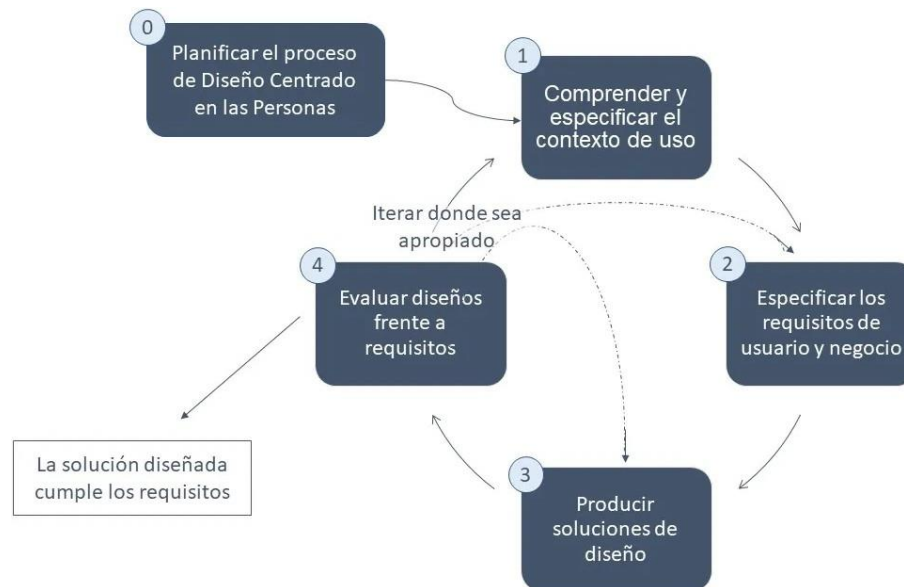 0
Planificar el proceso
de Diseño Centrado
en las Personas
1
Comprender y
especificar el
contexto de uso
Iterar donde sea
apropiado
2
Especificar los
requisitos de
usuario y negocio
3
Producir
soluciones de
diseño
4
Evaluar diseños
frente a
requisitos
La solución diseñada
cumple los requisitos